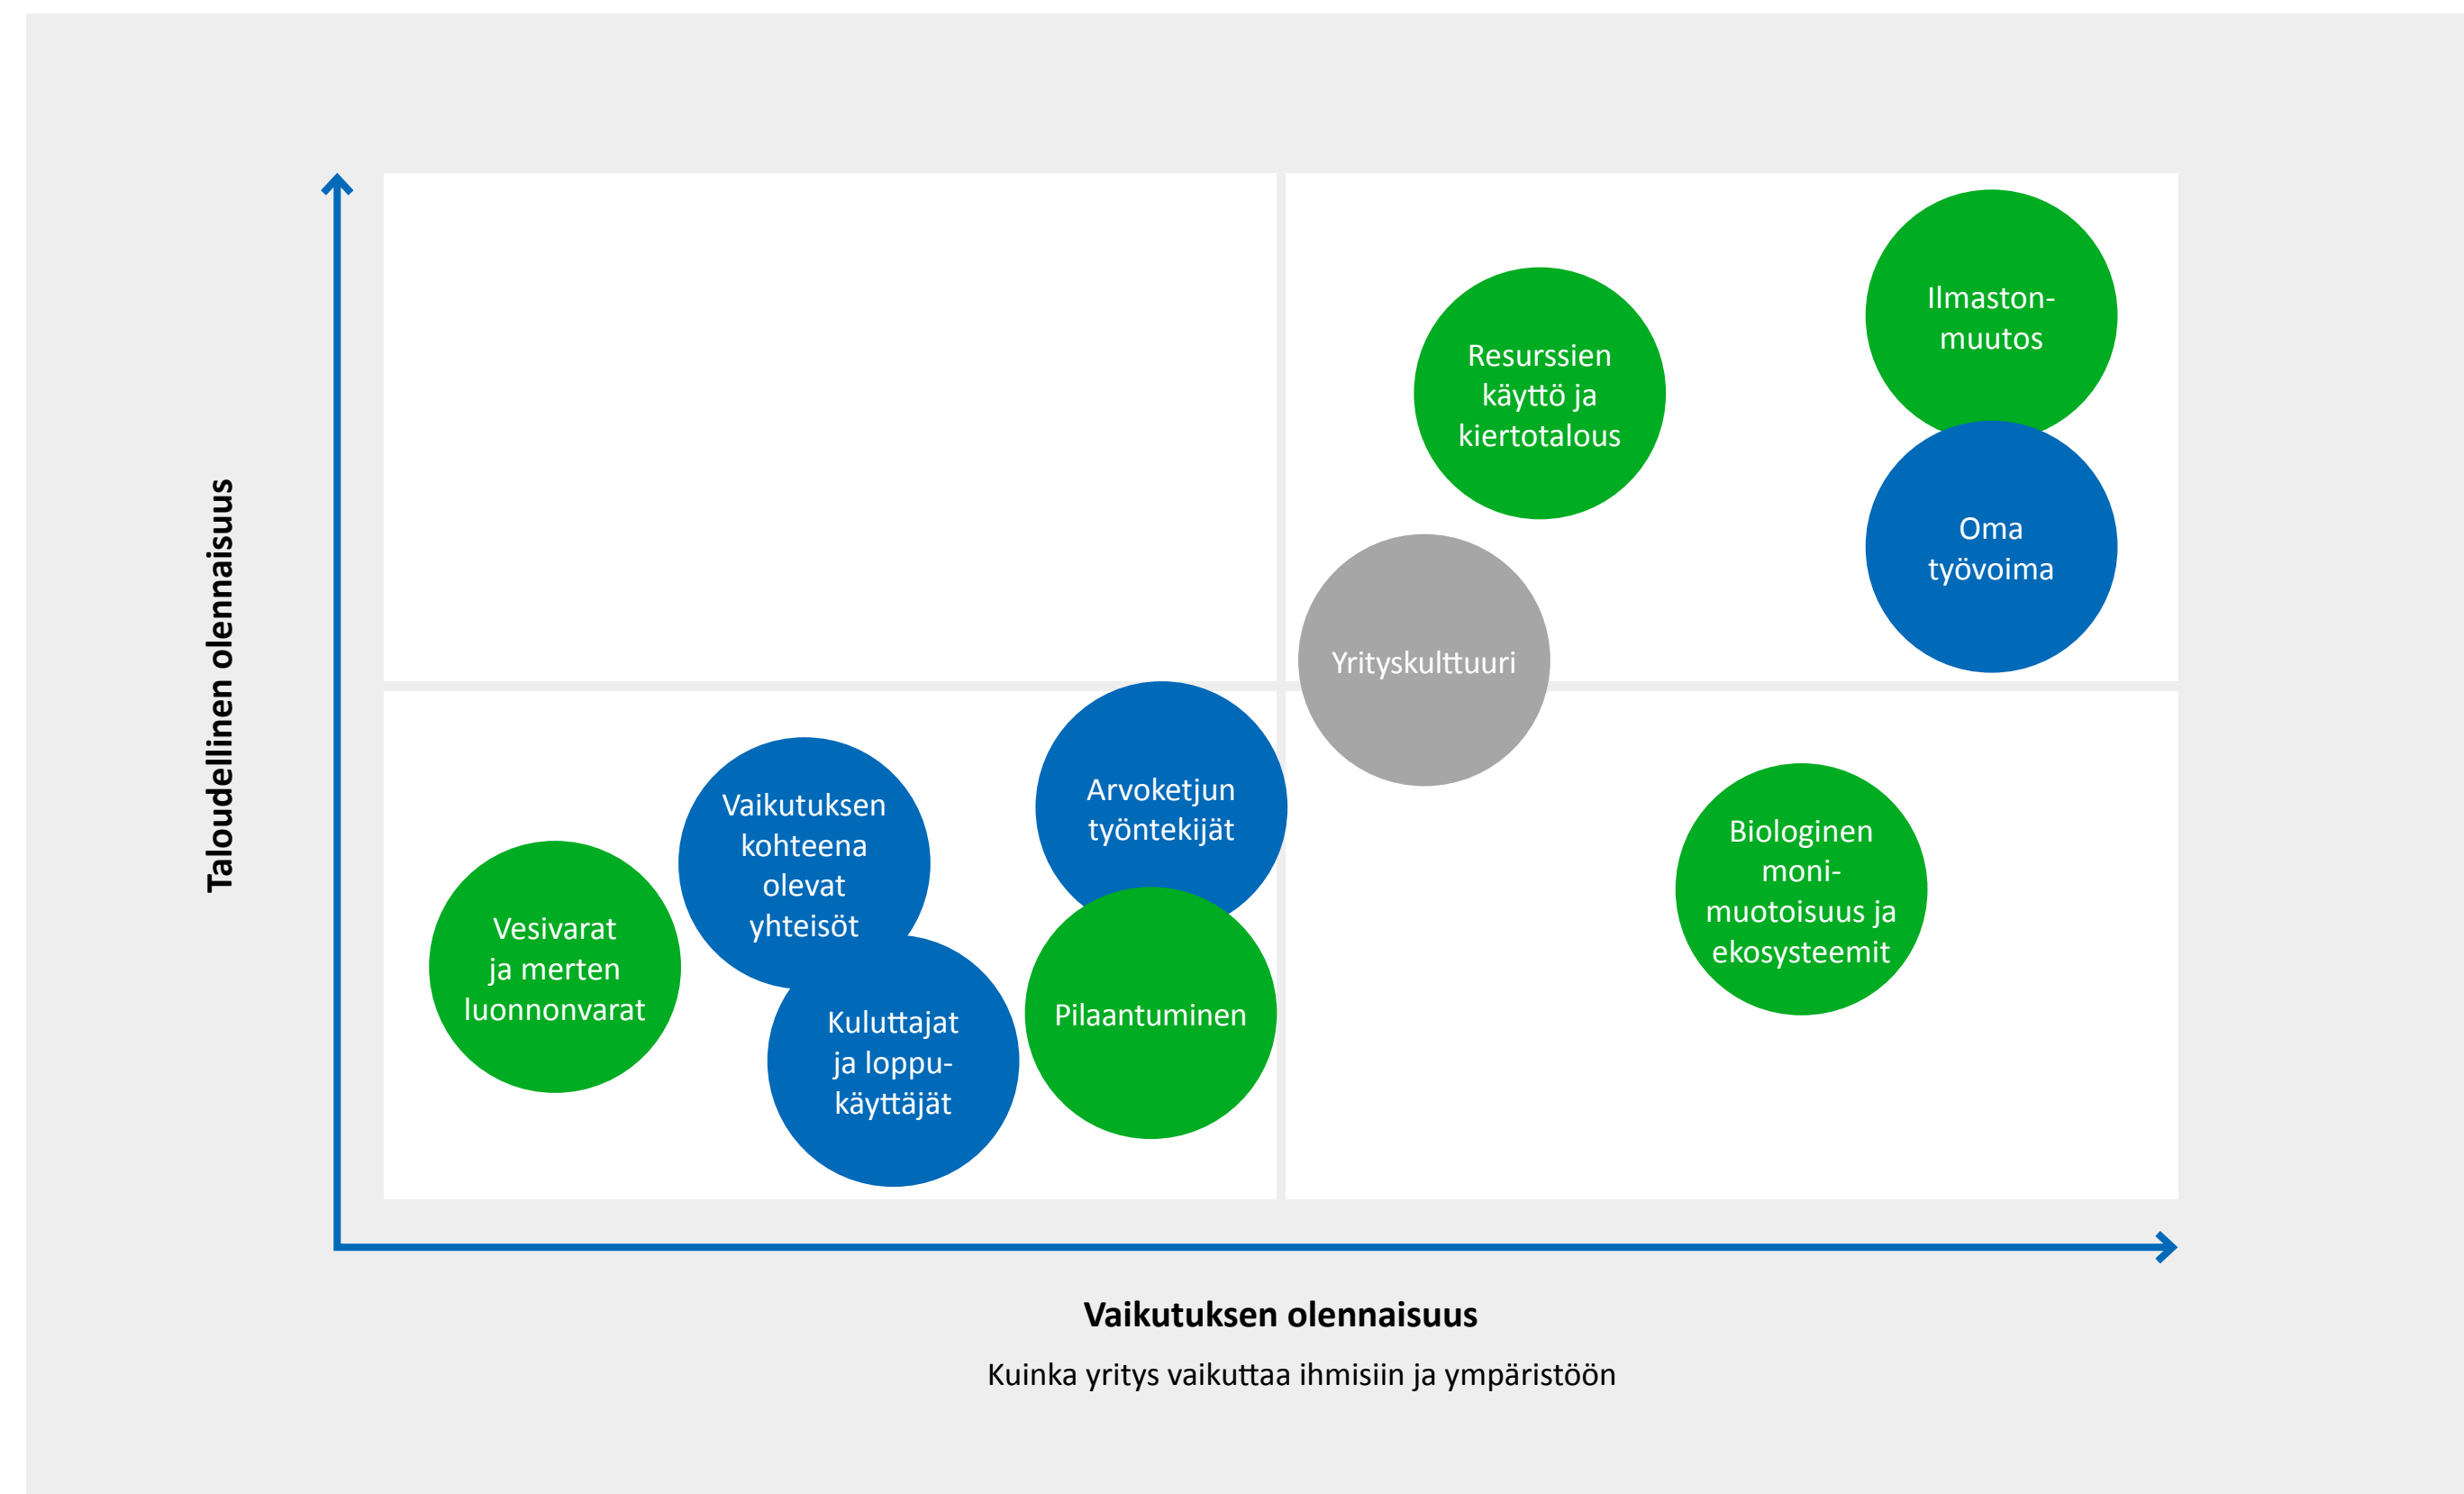 Taloudellinen olennaisuus
Ilmaston-
muutos
Resurssien
käyttö ja
kiertotalous
Oma
työvoima
Yrityskulttuuri
Arvoketjun
työntekijät
Vaikutuksen
kohteena
olevat
yhteisöt
Biologinen
moni-
muotoisuus ja
ekosysteemit
Vesivarat
ja merten
luonnonvarat
Kuluttajat
ja loppu-
käyttäjät
Pilaantuminen
Vaikutuksen olennaisuus
Kuinka yritys vaikuttaa ihmisiin ja ympäristöön